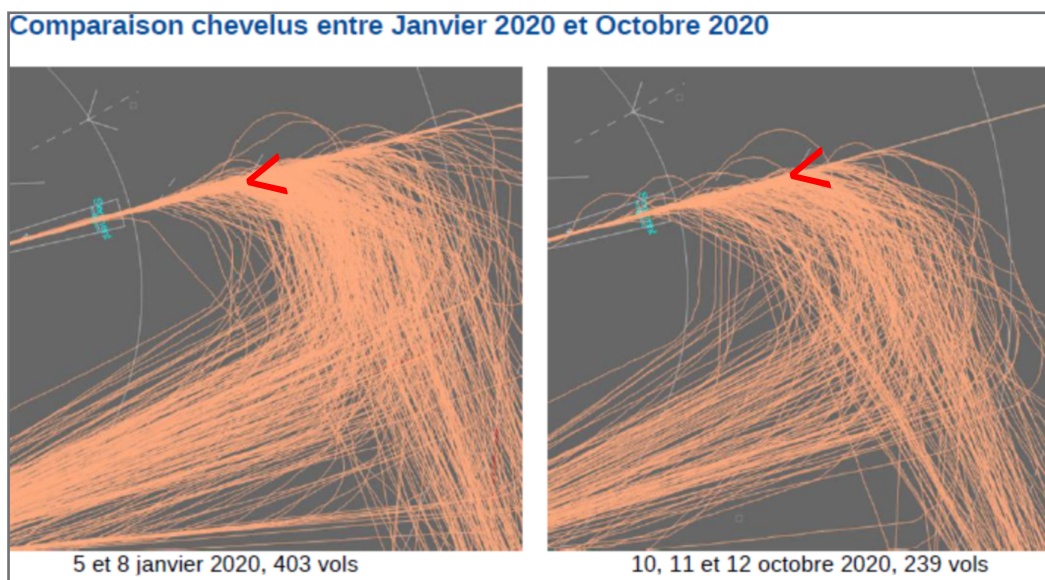 Comparaison chevelus entre Janvier 2020 et Octobre 2020
5 et 8 janvier 2020, 403 vols
10, 11 et 12 octobre 2020, 239 vols